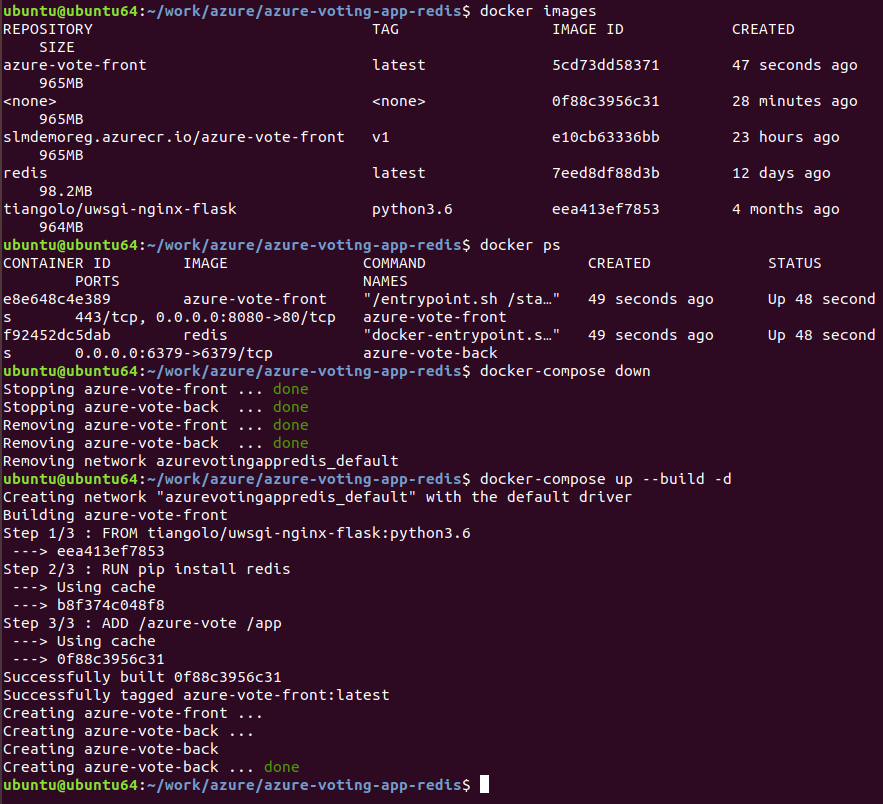 ubuntu@ubuntu64:~/work/azure/azure-voting-app-redis$ docker images
REPOSITORY                               TAG                 IMAGE ID            CREATED
    SIZE
azure-vote-front                         latest              5cd73dd58371        47 seconds ago
    965MB
<none>                                   <none>              0f88c3956c31        28 minutes ago
    965MB
slmdemoreg.azurecr.io/azure-vote-front   v1                  e10cb63336bb        23 hours ago
    965MB
redis                                    latest              7eed8df88d3b        12 days ago
    98.2MB
tiangolo/uwsgi-nginx-flask               python3.6           eea413ef7853        4 months ago
    964MB
ubuntu@ubuntu64:~/work/azure/azure-voting-app-redis$ docker ps
CONTAINER ID        IMAGE               COMMAND                  CREATED             STATUS
        PORTS                           NAMES
e8e648c4e389        azure-vote-front    "/entrypoint.sh /sta…"   49 seconds ago      Up 48 second
s       443/tcp, 0.0.0.0:8080->80/tcp   azure-vote-front
f92452dc5dab        redis               "docker-entrypoint.s…"   49 seconds ago      Up 48 second
s       0.0.0.0:6379->6379/tcp          azure-vote-back
ubuntu@ubuntu64:~/work/azure/azure-voting-app-redis$ docker-compose down
Stopping azure-vote-front ... done
Stopping azure-vote-back  ... done
Removing azure-vote-front ... done
Removing azure-vote-back  ... done
Removing network azurevotingappredis_default
ubuntu@ubuntu64:~/work/azure/azure-voting-app-redis$ docker-compose up --build -d
Creating network "azurevotingappredis_default" with the default driver
Building azure-vote-front
Step 1/3 : FROM tiangolo/uwsgi-nginx-flask:python3.6
 ---> eea413ef7853
Step 2/3 : RUN pip install redis
 ---> Using cache
 ---> b8f374c048f8
Step 3/3 : ADD /azure-vote /app
 ---> Using cache
 ---> 0f88c3956c31
Successfully built 0f88c3956c31
Successfully tagged azure-vote-front:latest
Creating azure-vote-front ...
Creating azure-vote-back ...
Creating azure-vote-back
Creating azure-vote-back ... done
ubuntu@ubuntu64:~/work/azure/azure-voting-app-redis$